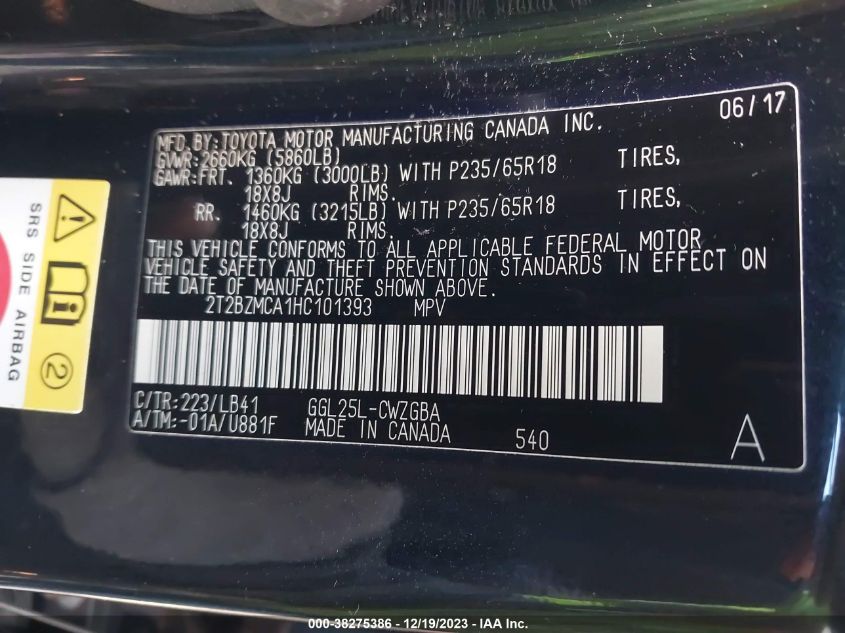 06/17
MFD. BY: TOYOTA MOTOR MANUFACTURING CANADA INC.
GVWR: 2660KG (5860LB)
GAWR: FRT. 1360KG (3000LB) WITH P235/65R18 TIRES,
18X8J RIMS.
RR. 1460KG (3215LB) WITH P235/65R18 TIRES,
18X8J RIMS.
THIS VEHICLE CONFORMS TO ALL APPLICABLE FEDERAL MOTOR
VEHICLE SAFETY AND THEFT PREVENTION STANDARDS IN EFFECT ON
THE DATE OF MANUFACTURE SHOWN ABOVE.
2T2BZMCA1HC101393 MPV
C/TR: 223/LB41 GGL25L-CWZGBA
A/TM: -01A/U881F MADE IN CANADA 540 A
SRS SIDE AIRBAG
2
000-38275386 - 12/19/2023 - IAA Inc.